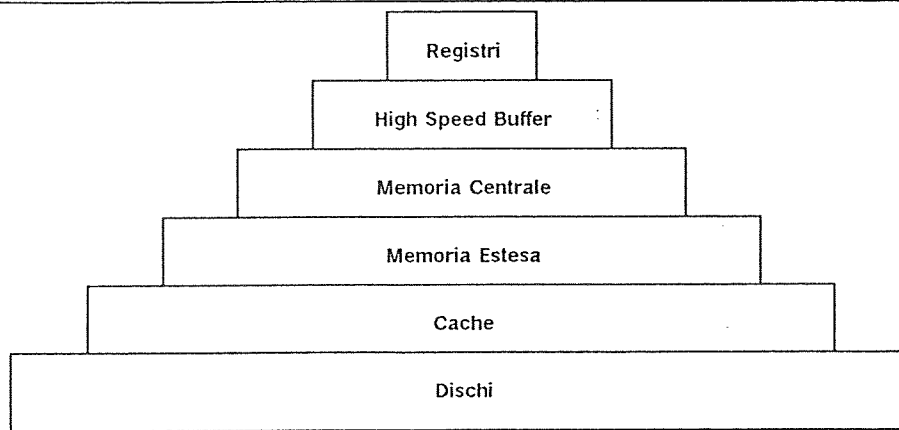 Registri
High Speed Buffer
Memoria Centrale
Memoria Estesa
Cache
Dischi